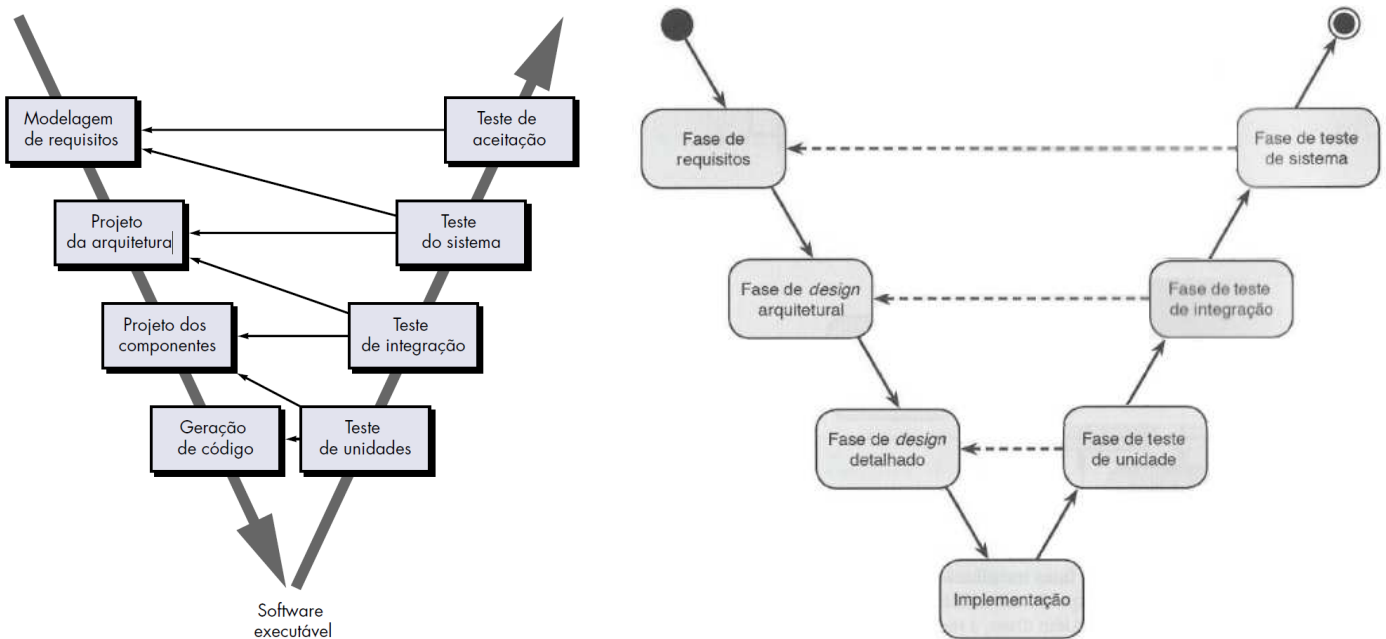 Modelagem
de requisitos
Teste de
aceitação
Projeto
da arquitetura
Teste
do sistema
Projeto dos
componentes
Teste
de integração
Geração
de código
Teste
de unidades
Software
executável
Fase de
requisitos
Fase de teste
de sistema
Fase de design
arquitetural
Fase de teste
de integração
Fase de design
detalhado
Fase de teste
de unidade
Implementação